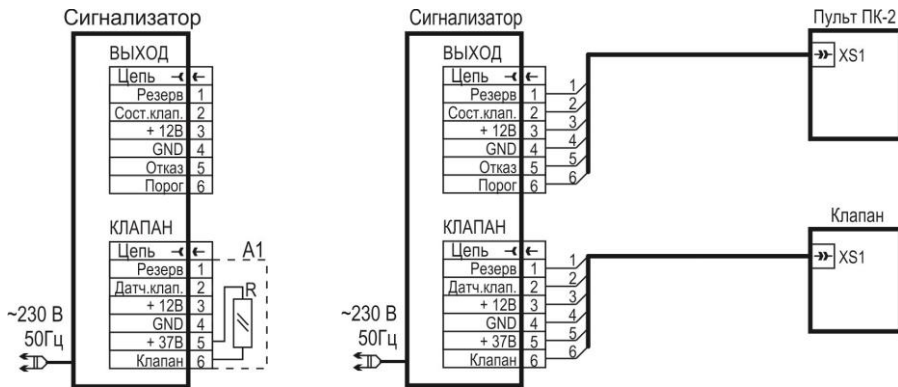 Сигнализатор
ВЫХОД
Цепь
Резерв 1
Сост.клап. 2
+ 12В 3
GND 4
Отказ 5
Порог 6
КЛАПАН
Цепь
A1
Резерв 1
Датч.клап. 2
R
+ 12В 3
GND 4
+ 37В 5
Клапан 6
~230 В
50Гц
Сигнализатор
ВЫХОД
Цепь
Резерв 1 1
Сост.клап. 2 2
+ 12В 3 3
GND 4 4
Отказ 5 5
Порог 6 6
КЛАПАН
Цепь
Резерв 1 1
Датч.клап. 2 2
+ 12В 3 3
GND 4 4
+ 37В 5 5
Клапан 6 6
~230 В
50Гц
Пульт ПК-2
XS1
Клапан
XS1